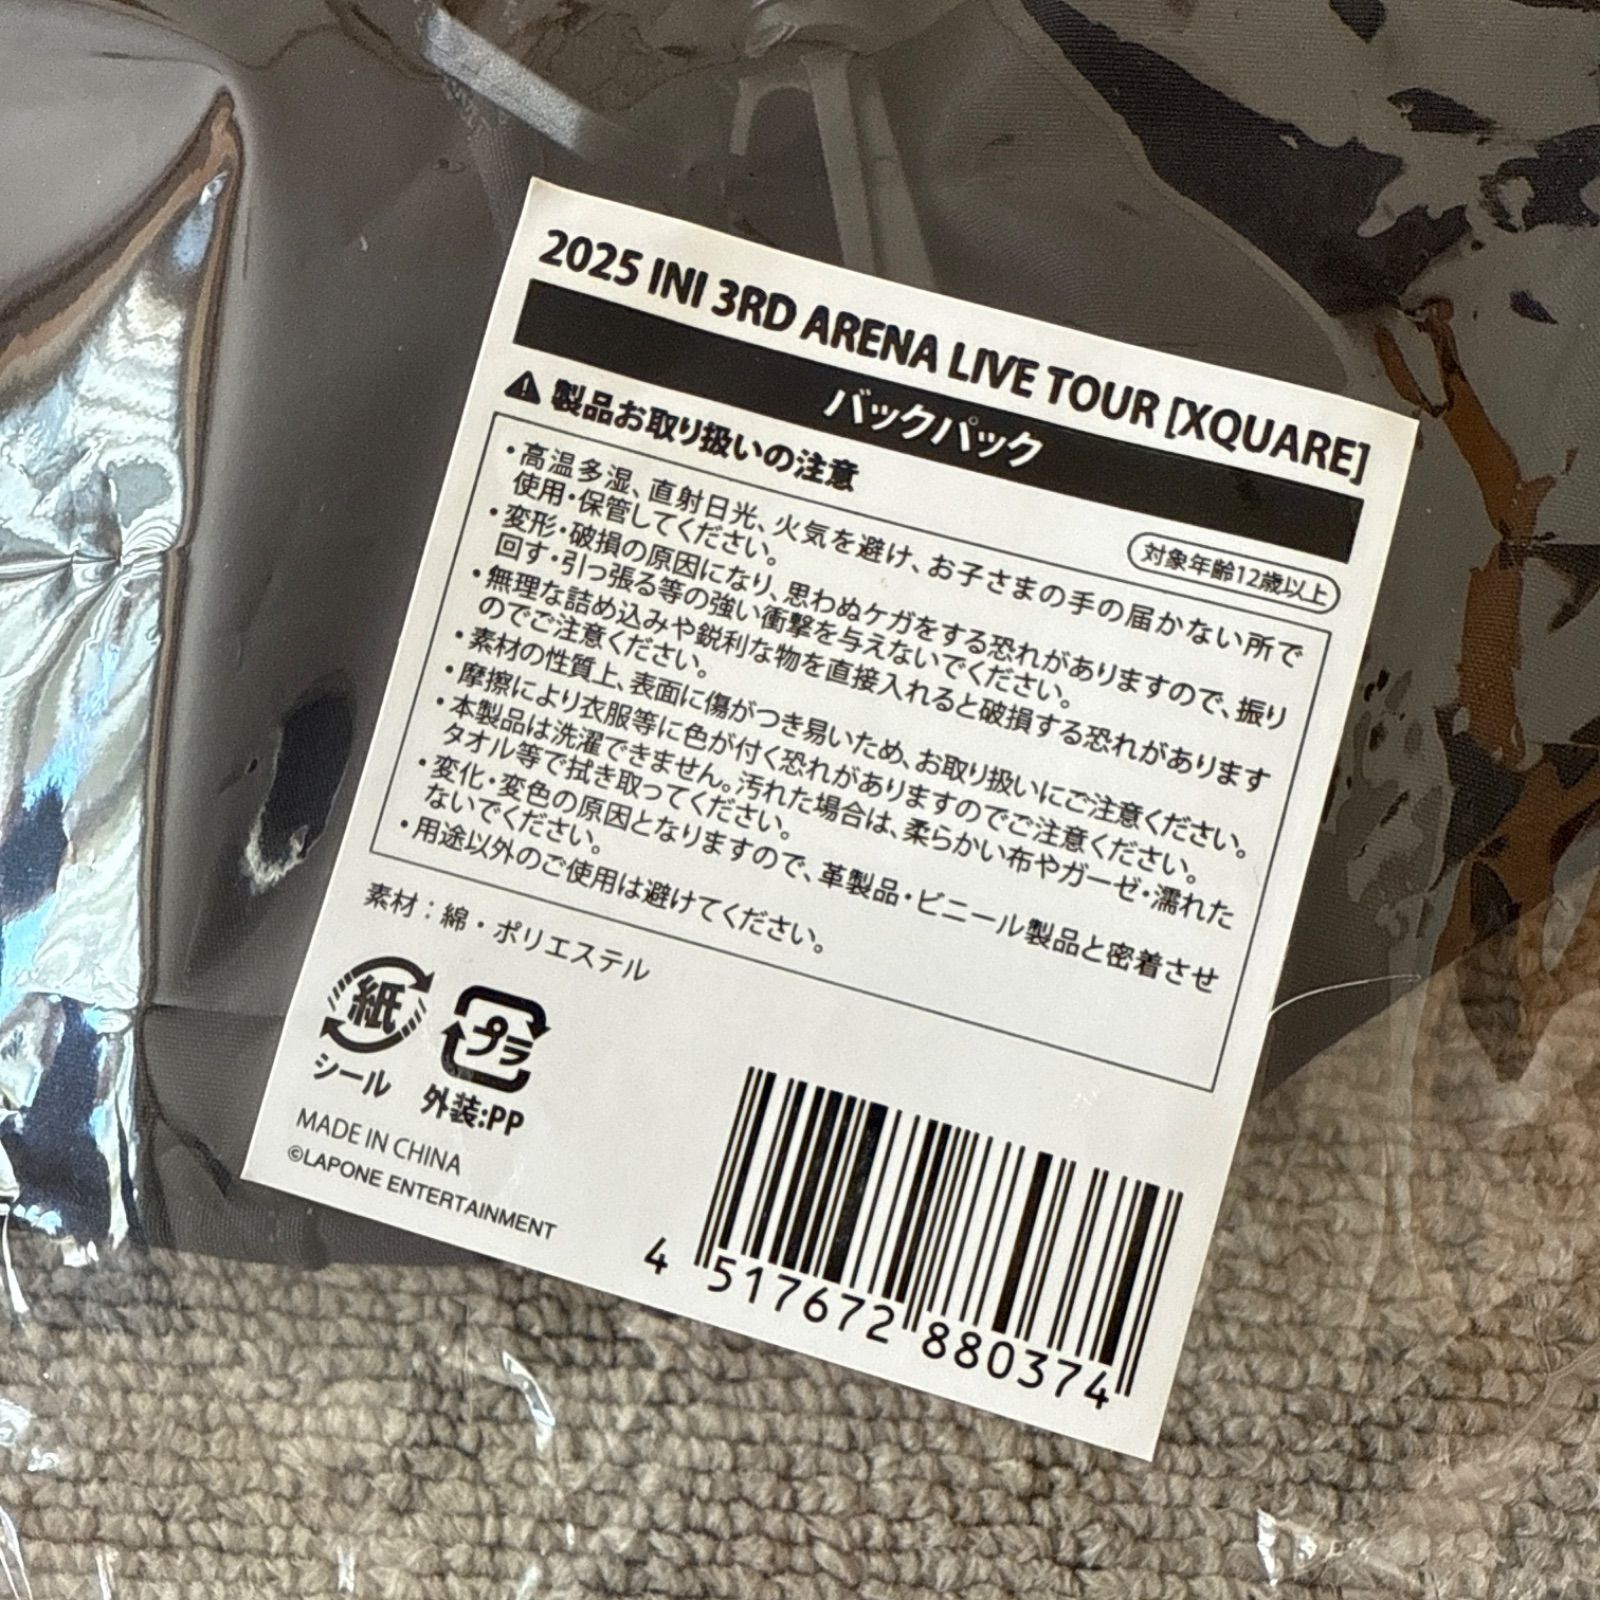 2025 INI 3RD ARENA LIVE TOUR [XQUARE]
バックパック
製品お取り扱いの注意
対象年齢12歳以上
・高温多湿、直射日光、火気を避け、お子さまの手の届かない所で
使用・保管してください。
・変形・破損の原因になり、思わぬケガをする恐れがありますので、振り
回す・引っ張る等の強い衝撃を与えないでください。
・無理な詰め込みや鋭利な物を直接入れると破損する恐れがあります
のでご注意ください。
・素材の性質上、表面に傷がつき易いため、お取り扱いにご注意ください。
・摩擦により衣服等に色が付く恐れがありますのでご注意ください。
・本製品は洗濯できません。汚れた場合は、柔らかい布やガーゼ・濡れた
タオル等で拭き取ってください。
・変化・変色の原因となりますので、革製品・ビニール製品と密着させ
ないでください。
・用途以外のご使用は避けてください。
素材：綿・ポリエステル
紙 プラ
シール 外装:PP
MADE IN CHINA
©LAPONE ENTERTAINMENT
4 517672 880374